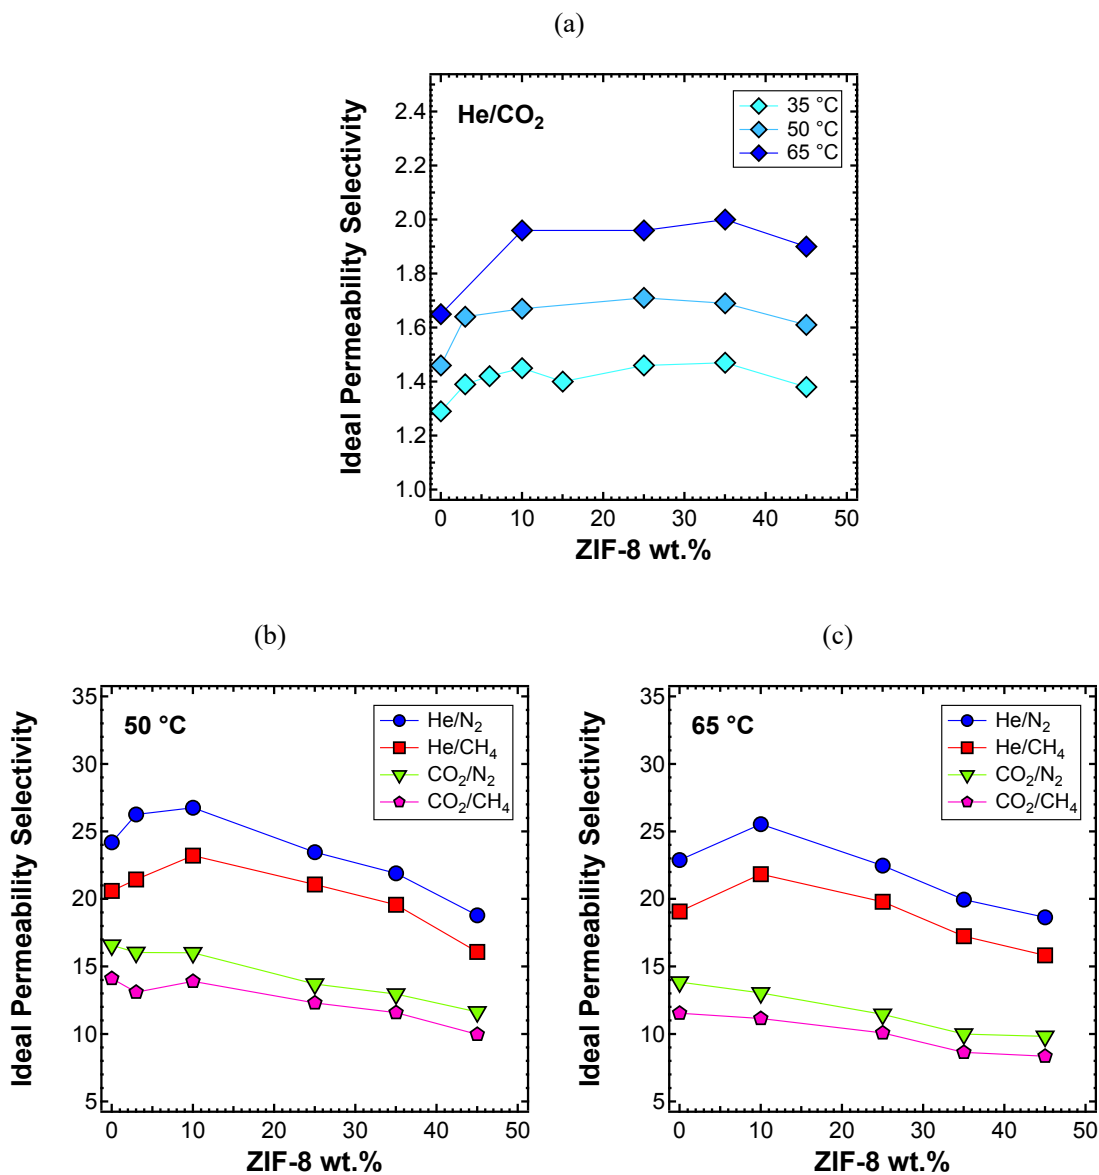 (a)
He/CO₂
35 °C
50 °C
65 °C
Ideal Permeability Selectivity
2.4
2.2
2.0
1.8
1.6
1.4
1.2
1.0
0 10 20 30 40 50
ZIF-8 wt.%
(b)
50 °C
He/N₂
He/CH₄
CO₂/N₂
CO₂/CH₄
Ideal Permeability Selectivity
35
30
25
20
15
10
5
0 10 20 30 40 50
ZIF-8 wt.%
(c)
65 °C
He/N₂
He/CH₄
CO₂/N₂
CO₂/CH₄
Ideal Permeability Selectivity
35
30
25
20
15
10
5
0 10 20 30 40 50
ZIF-8 wt.%